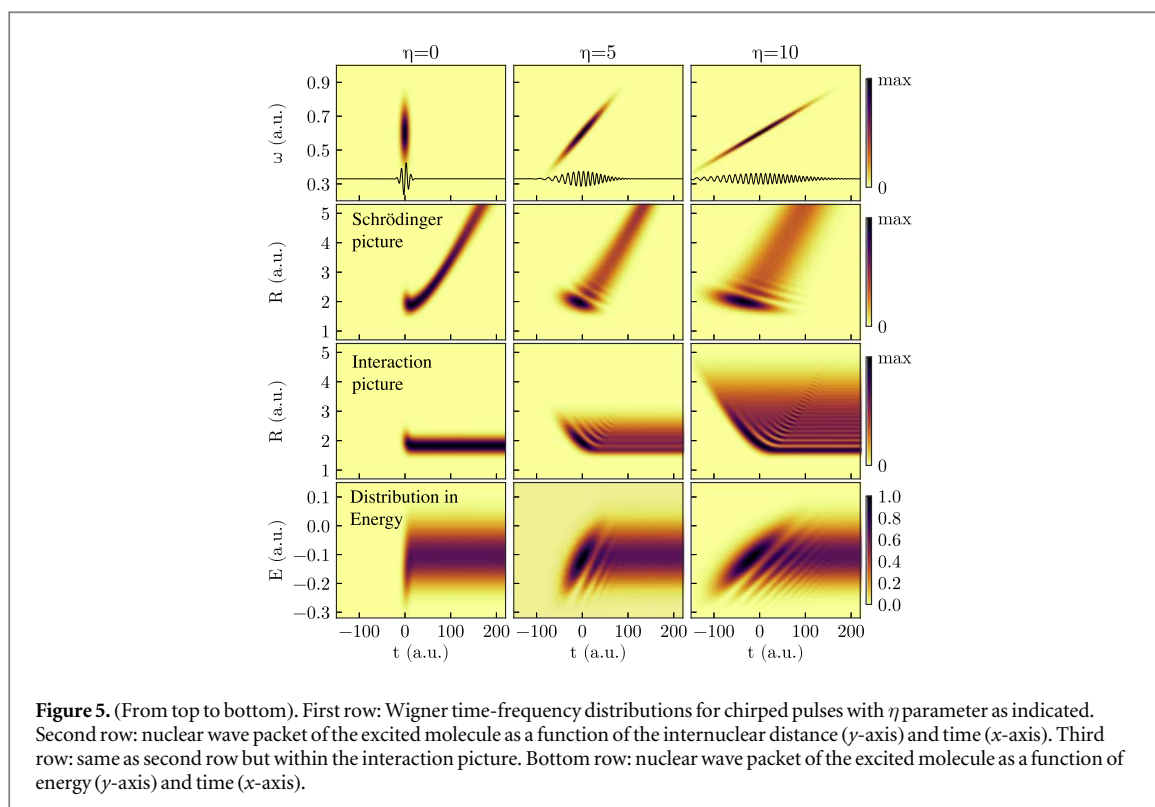 η=0 η=5 η=10
ω (a.u.)
0.9
0.7
0.5
0.3
max
0
Schrödinger
picture
R (a.u.)
5
4
3
2
1
max
0
Interaction
picture
R (a.u.)
5
4
3
2
1
max
0
Distribution in
Energy
E (a.u.)
0.1
0.0
−0.1
−0.2
−0.3
1.0
0.8
0.6
0.4
0.2
0.0
−100 0 100 200 −100 0 100 200 −100 0 100 200
t (a.u.) t (a.u.) t (a.u.)
Figure 5. (From top to bottom). First row: Wigner time-frequency distributions for chirped pulses with η parameter as indicated.
Second row: nuclear wave packet of the excited molecule as a function of the internuclear distance (y-axis) and time (x-axis). Third
row: same as second row but within the interaction picture. Bottom row: nuclear wave packet of the excited molecule as a function of
energy (y-axis) and time (x-axis).